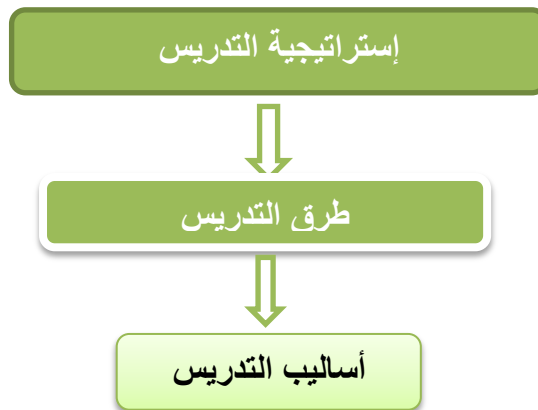 إستراتيجية التدريس
طرق التدريس
أساليب التدريس